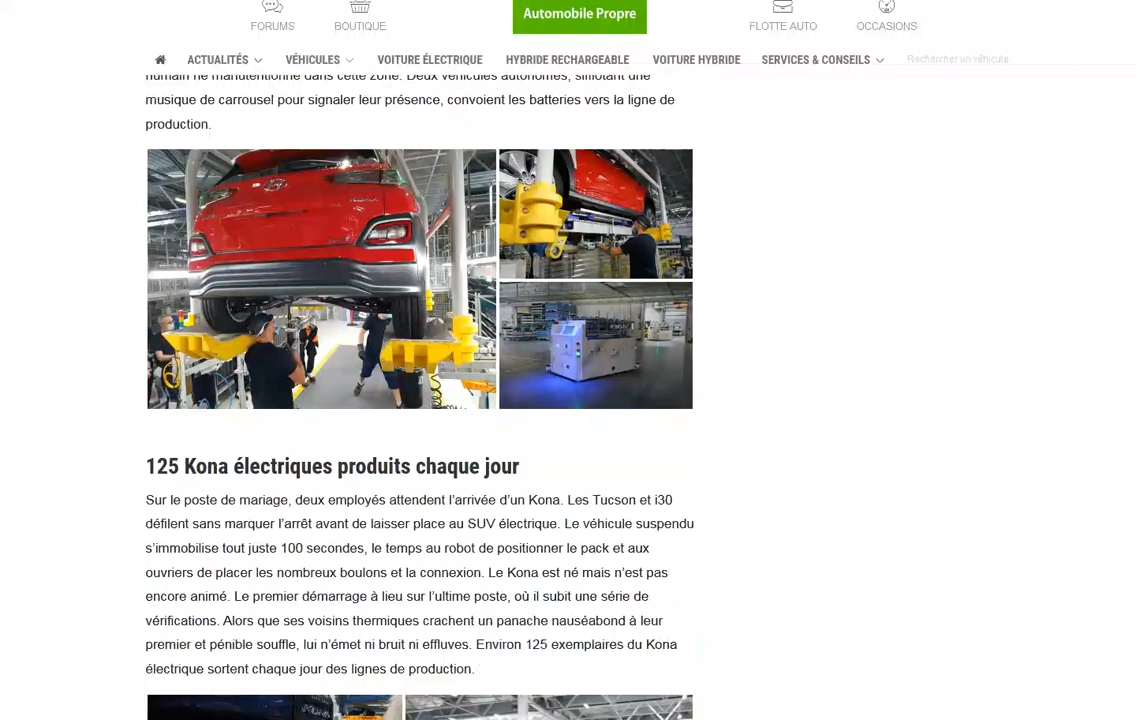 Automobile Propre
FORUMS
BOUTIQUE
FLOTTE AUTO
OCCASIONS
ACTUALITÉS
VÉHICULES
VOITURE ÉLECTRIQUE
HYBRIDE RECHARGEABLE
VOITURE HYBRIDE
SERVICES & CONSEILS
Rechercher un véhicule
humain ne manutentionne dans cette zone. Deux véhicules autonomes, sifflotant une
musique de carrousel pour signaler leur présence, convoient les batteries vers la ligne de
production.
125 Kona électriques produits chaque jour
Sur le poste de mariage, deux employés attendent l’arrivée d’un Kona. Les Tucson et i30
défilent sans marquer l’arrêt avant de laisser place au SUV électrique. Le véhicule suspendu
s’immobilise tout juste 100 secondes, le temps au robot de positionner le pack et aux
ouvriers de placer les nombreux boulons et la connexion. Le Kona est né mais n’est pas
encore animé. Le premier démarrage à lieu sur l’ultime poste, où il subit une série de
vérifications. Alors que ses voisins thermiques crachent un panache nauséabond à leur
premier et pénible souffle, lui n’émet ni bruit ni effluves. Environ 125 exemplaires du Kona
électrique sortent chaque jour des lignes de production.